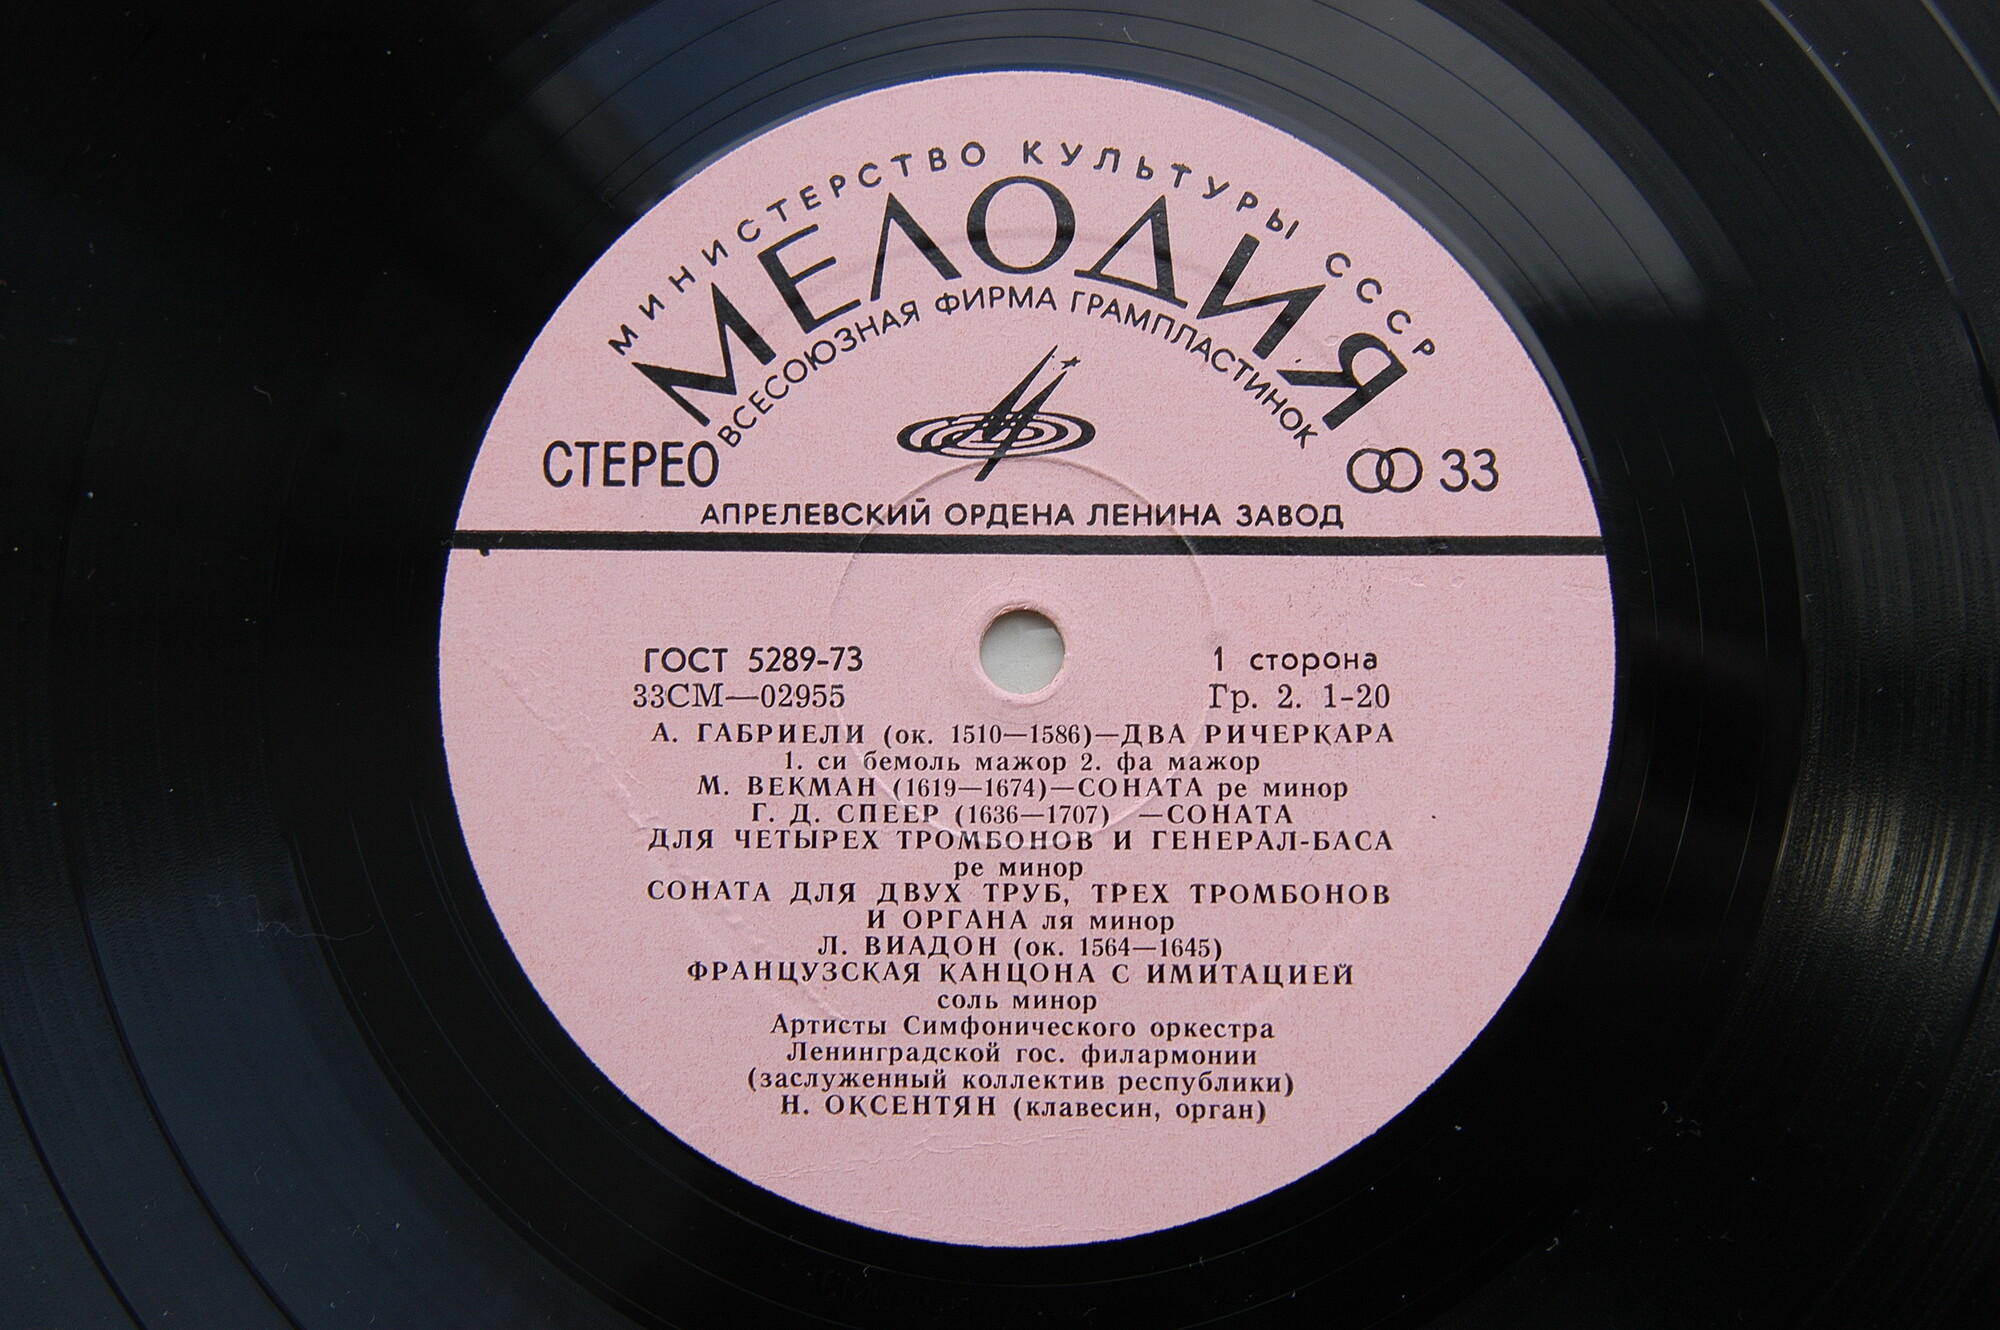 МИНИСТЕРСТВО КУЛЬТУРЫ СССР
МЕЛОДИЯ
ВСЕСОЮЗНАЯ ФИРМА ГРАМПЛАСТИНОК
СТЕРЕО
33
АПРЕЛЕВСКИЙ ОРДЕНА ЛЕНИНА ЗАВОД
ГОСТ 5289-73
1 сторона
33СМ—02955
Гр. 2. 1-20
А. ГАБРИЕЛИ (ок. 1510—1586)—ДВА РИЧЕРКАРА
1. си бемоль мажор 2. фа мажор
М. ВЕКМАН (1619—1674)—СОНАТА ре минор
Г. Д. СПЕЕР (1636—1707) —СОНАТА
ДЛЯ ЧЕТЫРЕХ ТРОМБОНОВ И ГЕНЕРАЛ-БАСА
ре минор
СОНАТА ДЛЯ ДВУХ ТРУБ, ТРЕХ ТРОМБОНОВ
И ОРГАНА ля минор
Л. ВИАДОН (ок. 1564—1645)
ФРАНЦУЗСКАЯ КАНЦОНА С ИМИТАЦИЕЙ
соль минор
Артисты Симфонического оркестра
Ленинградской гос. филармонии
(заслуженный коллектив республики)
Н. ОКСЕНТЯН (клавесин, орган)